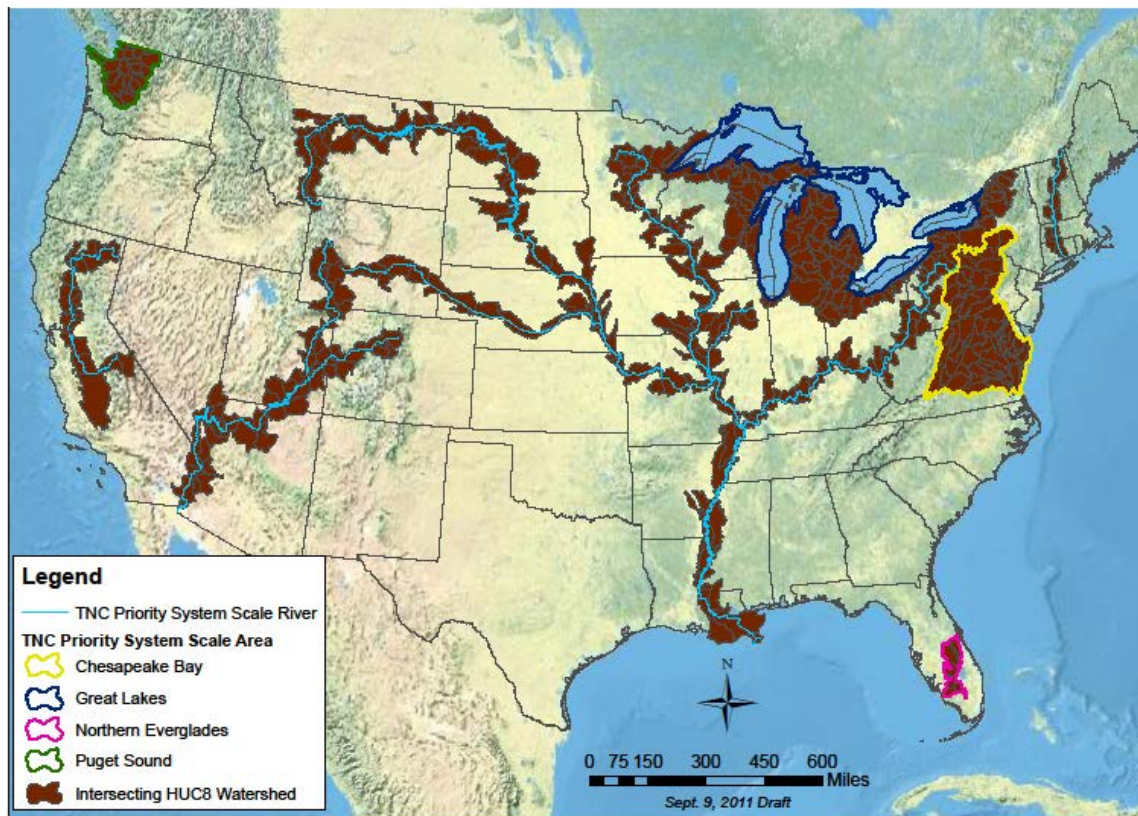 N
Legend
TNC Priority System Scale River
TNC Priority System Scale Area
Chesapeake Bay
Great Lakes
Northern Everglades
Puget Sound
Intersecting HUC8 Watershed
0 75 150 300 450 600
Miles
Sept. 9, 2011 Draft